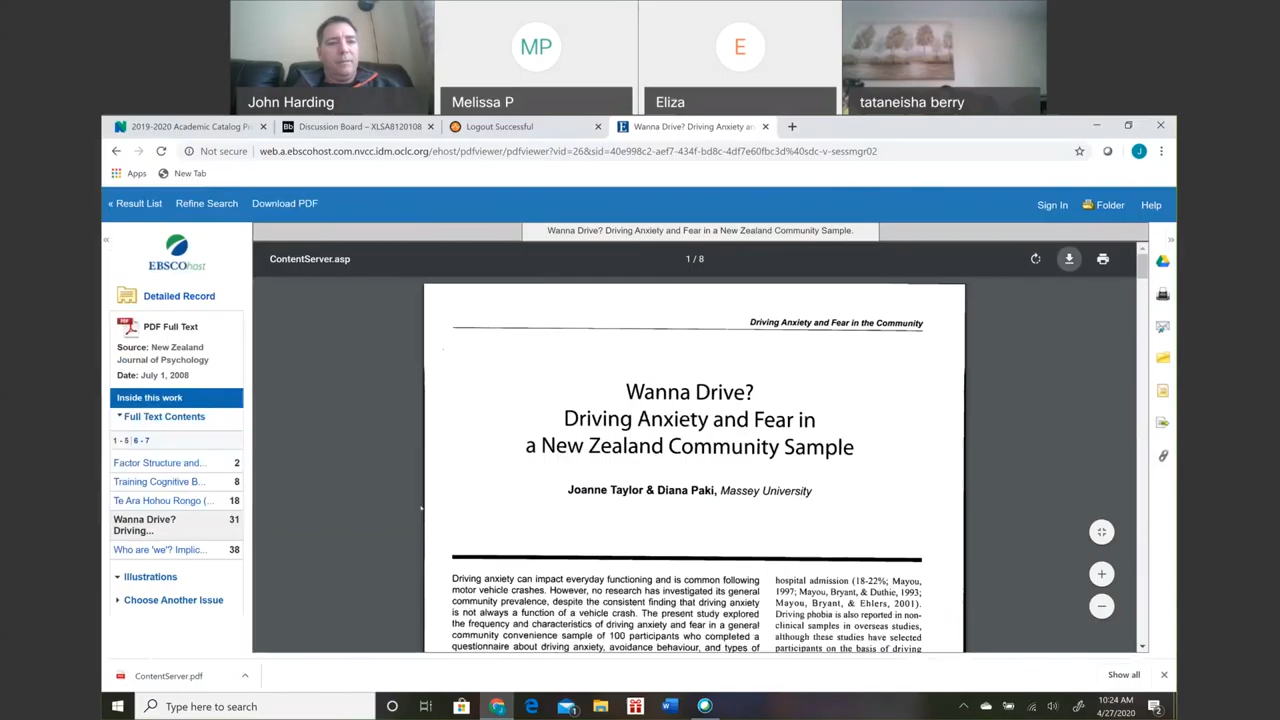 MP
E
John Harding
Melissa P
Eliza
tataneisha berry
2019-2020 Academic Catalog P
Discussion Board – XLSA8120108
Logout Successful
Wanna Drive? Driving Anxiety an
Not secure
web.a.ebscohost.com.nvcc.idm.oclc.org/ehost/pdfviewer/pdfviewer?vid=26&sid=40e998c2-aef7-434f-bd8c-4df7e60fbc3d%40sdc-v-sessmgr02
J
Apps
New Tab
« Result List
Refine Search
Download PDF
Sign In
Folder
Help
Wanna Drive? Driving Anxiety and Fear in a New Zealand Community Sample.
EBSCOhost
Detailed Record
PDF Full Text
Source: New Zealand
Journal of Psychology
Date: July 1, 2008
Inside this work
Full Text Contents
1 - 5 | 6 - 7
Factor Structure and... 2
Training Cognitive B... 8
Te Ara Hohou Rongo (... 18
Wanna Drive? 31
Driving...
Who are 'we'? Implic... 38
Illustrations
Choose Another Issue
ContentServer.asp
1 / 8
Driving Anxiety and Fear in the Community
Wanna Drive?
Driving Anxiety and Fear in
a New Zealand Community Sample
Joanne Taylor & Diana Paki, Massey University
Driving anxiety can impact everyday functioning and is common following
motor vehicle crashes. However, no research has investigated its general
community prevalence, despite the consistent finding that driving anxiety
is not always a function of a vehicle crash. The present study explored
the frequency and characteristics of driving anxiety and fear in a general
community convenience sample of 100 participants who completed a
questionnaire about driving anxiety, avoidance behaviour, and types of
hospital admission (18-22%; Mayou,
1997; Mayou, Bryant, & Duthie, 1993;
Mayou, Bryant, & Ehlers, 2001).
Driving phobia is also reported in non-
clinical samples in overseas studies,
although these studies have selected
participants on the basis of driving
ContentServer.pdf
Show all
Type here to search
10:24 AM
4/27/2020
2